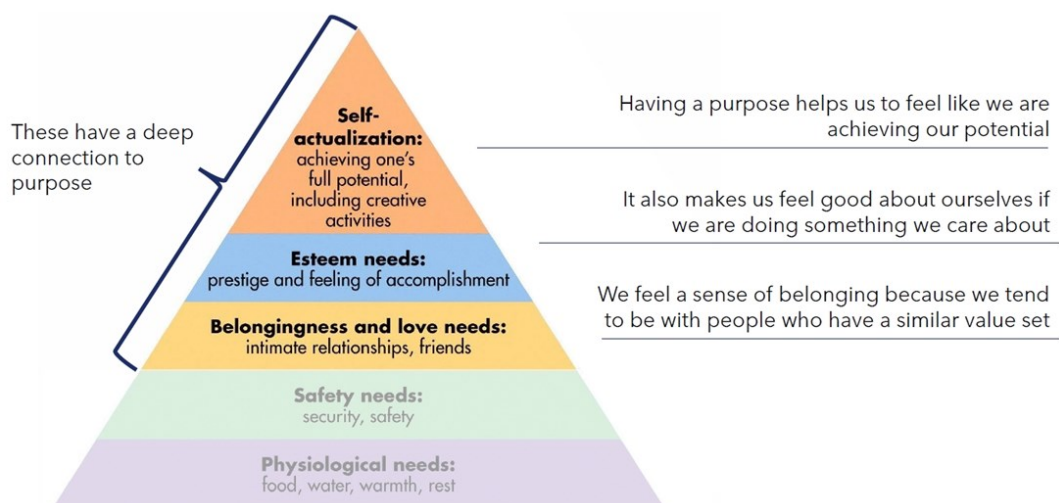 These have a deep
connection to
purpose
Self-
actualization:
achieving one's
full potential,
including creative
activities
Esteem needs:
prestige and feeling of accomplishment
Belongingness and love needs:
intimate relationships, friends
Safety needs:
security, safety
Physiological needs:
food, water, warmth, rest
Having a purpose helps us to feel like we are
achieving our potential
It also makes us feel good about ourselves if
we are doing something we care about
We feel a sense of belonging because we tend
to be with people who have a similar value set